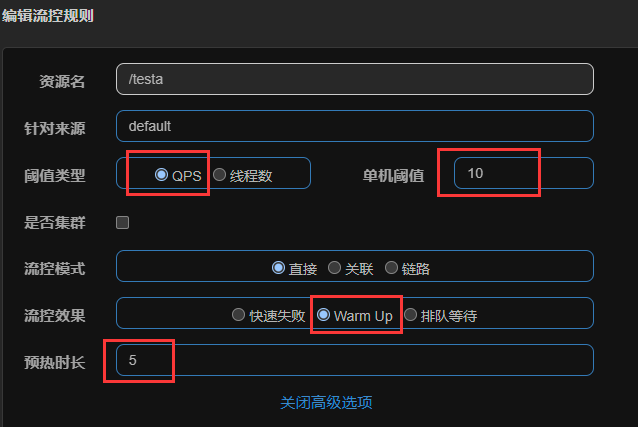 编辑流控规则
资源名 /testa
针对来源 default
阈值类型 QPS 线程数 单机阈值 10
是否集群
流控模式 直接 关联 链路
流控效果 快速失败 Warm Up 排队等待
预热时长 5
关闭高级选项